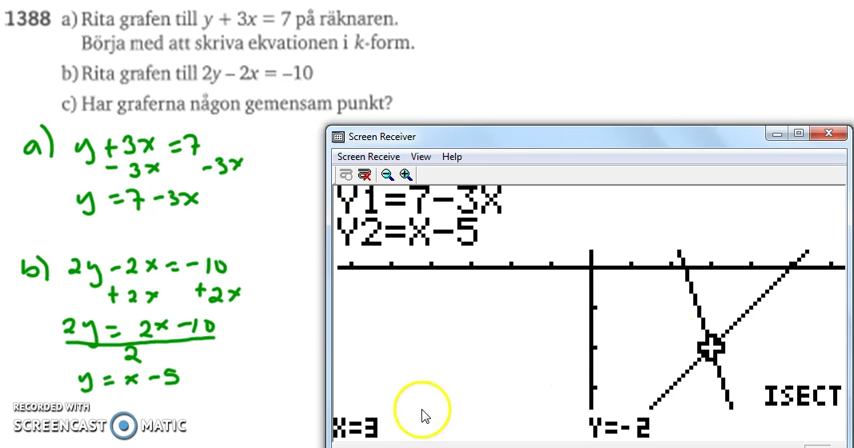 1388 a) Rita grafen till y + 3x = 7 på räknaren.
Börja med att skriva ekvationen i k-form.
b) Rita grafen till 2y – 2x = –10
c) Har graferna någon gemensam punkt?
a) y + 3x = 7
- 3x -3x
y = 7 - 3x
b) 2y - 2x = -10
+ 2x + 2x
2y = 2x - 10
2
y = x - 5
RECORDED WITH
SCREENCAST MATIC
Screen Receiver
Screen Receive View Help
Y1=7-3X
Y2=X-5
ISECT
X=3 Y=-2